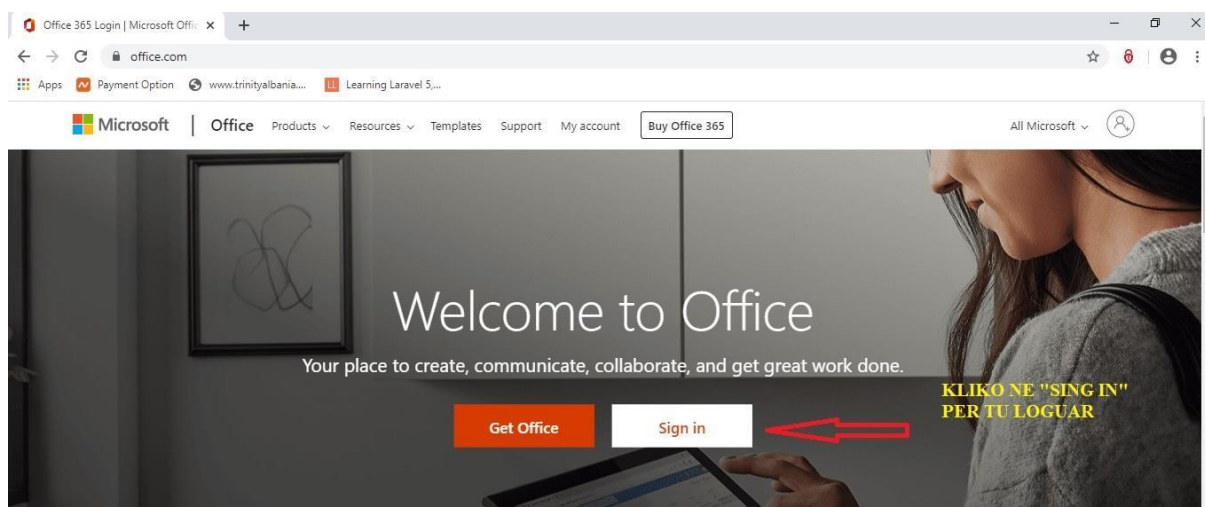 Office 365 Login | Microsoft Offic
office.com
Apps Payment Option www.trinityalbania.... LL Learning Laravel 5,...
Microsoft | Office Products Resources Templates Support My account Buy Office 365 All Microsoft
Welcome to Office
Your place to create, communicate, collaborate, and get great work done.
Get Office Sign in
KLIKO NE "SING IN"
PER TU LOGUAR